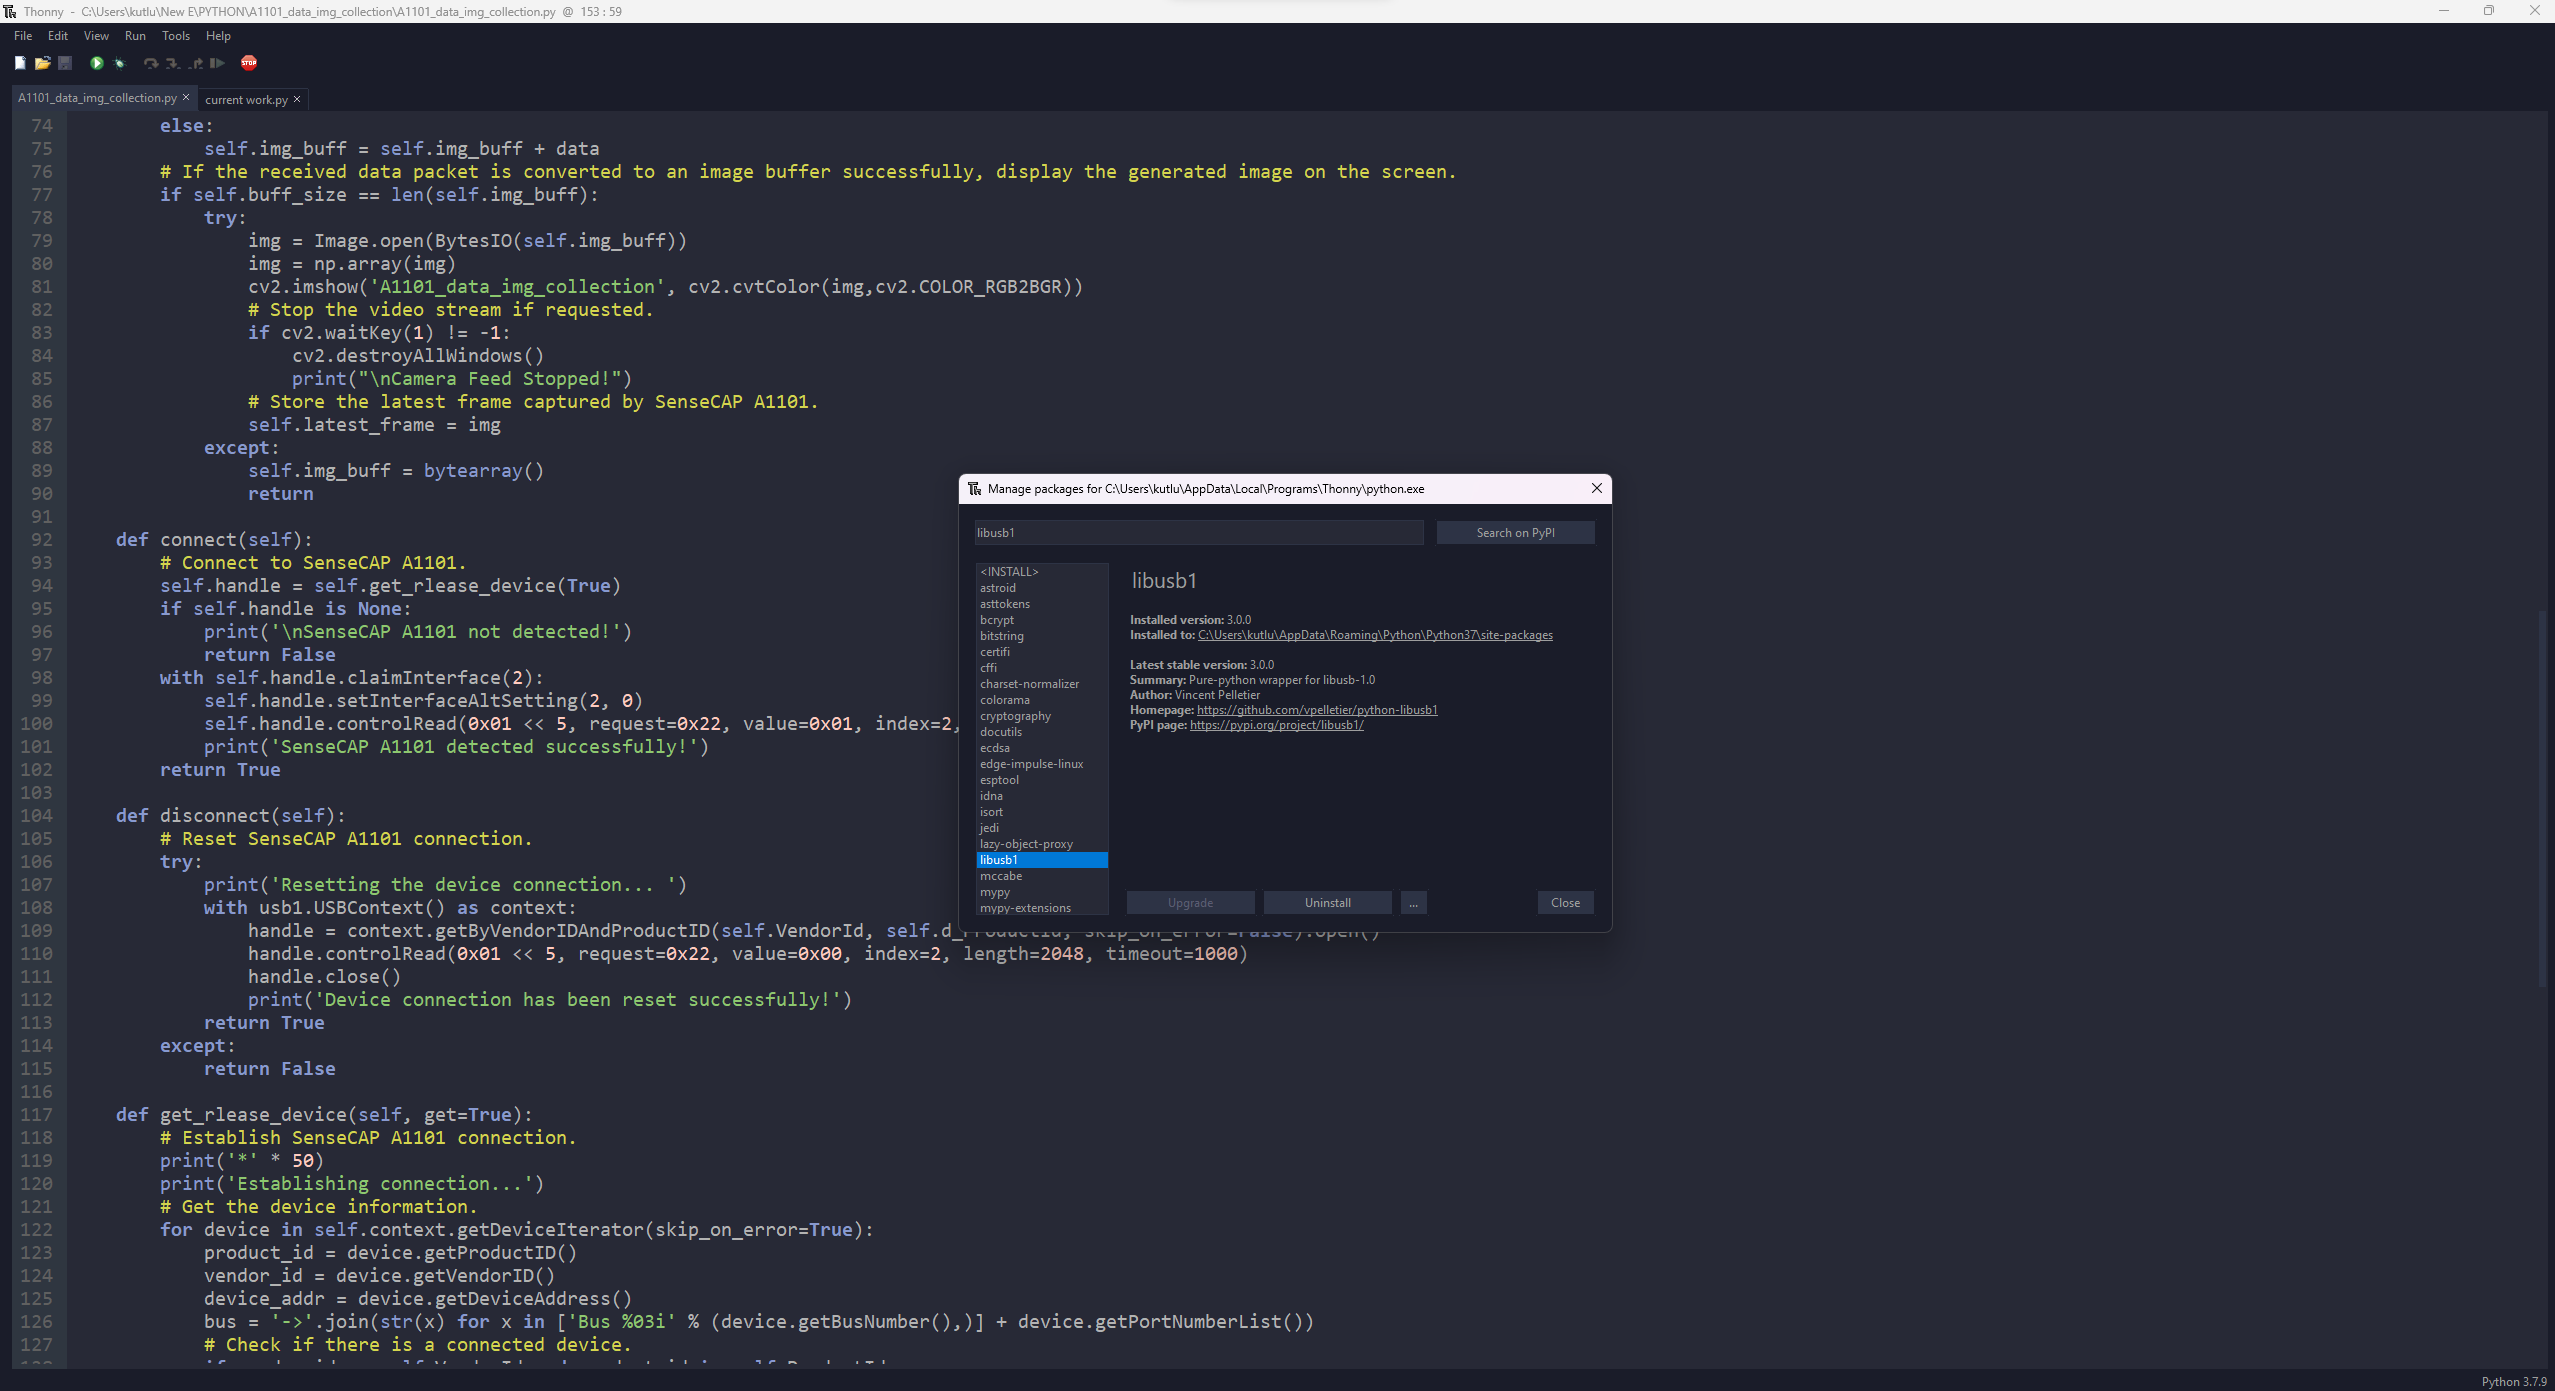 Thonny - C:\Users\kutlu\New E\PYTHON\A1101_data_img_collection\A1101_data_img_collection.py @ 153 : 59
File Edit View Run Tools Help
STOP
A1101_data_img_collection.py × current work.py ×
74 else:
75 self.img_buff = self.img_buff + data
76 # If the received data packet is converted to an image buffer successfully, display the generated image on the screen.
77 if self.buff_size == len(self.img_buff):
78 try:
79 img = Image.open(BytesIO(self.img_buff))
80 img = np.array(img)
81 cv2.imshow('A1101_data_img_collection', cv2.cvtColor(img,cv2.COLOR_RGB2BGR))
82 # Stop the video stream if requested.
83 if cv2.waitKey(1) != -1:
84 cv2.destroyAllWindows()
85 print("\nCamera Feed Stopped!")
86 # Store the latest frame captured by SenseCAP A1101.
87 self.latest_frame = img
88 except:
89 self.img_buff = bytearray()
90 return
91
92 def connect(self):
93 # Connect to SenseCAP A1101.
94 self.handle = self.get_rlease_device(True)
95 if self.handle is None:
96 print('\nSenseCAP A1101 not detected!')
97 return False
98 with self.handle.claimInterface(2):
99 self.handle.setInterfaceAltSetting(2, 0)
100 self.handle.controlRead(0x01 << 5, request=0x22, value=0x01, index=2,
101 print('SenseCAP A1101 detected successfully!')
102 return True
103
104 def disconnect(self):
105 # Reset SenseCAP A1101 connection.
106 try:
107 print('Resetting the device connection... ')
108 with usb1.USBContext() as context:
109 handle = context.getByVendorIDAndProductID(self.VendorId, self.d_ProductId, skip_on_error=False).open()
110 handle.controlRead(0x01 << 5, request=0x22, value=0x00, index=2, length=2048, timeout=1000)
111 handle.close()
112 print('Device connection has been reset successfully!')
113 return True
114 except:
115 return False
116
117 def get_rlease_device(self, get=True):
118 # Establish SenseCAP A1101 connection.
119 print('*' * 50)
120 print('Establishing connection...')
121 # Get the device information.
122 for device in self.context.getDeviceIterator(skip_on_error=True):
123 product_id = device.getProductID()
124 vendor_id = device.getVendorID()
125 device_addr = device.getDeviceAddress()
126 bus = '->'.join(str(x) for x in ['Bus %03i' % (device.getBusNumber(),)] + device.getPortNumberList())
127 # Check if there is a connected device.
Manage packages for C:\Users\kutlu\AppData\Local\Programs\Thonny\python.exe
libusb1
Search on PyPI
<INSTALL>
astroid
asttokens
bcrypt
bitstring
certifi
cffi
charset-normalizer
colorama
cryptography
docutils
ecdsa
edge-impulse-linux
esptool
idna
isort
jedi
lazy-object-proxy
libusb1
mccabe
mypy
mypy-extensions
libusb1
Installed version: 3.0.0
Installed to: C:\Users\kutlu\AppData\Roaming\Python\Python37\site-packages
Latest stable version: 3.0.0
Summary: Pure-python wrapper for libusb-1.0
Author: Vincent Pelletier
Homepage: https://github.com/vpelletier/python-libusb1
PyPI page: https://pypi.org/project/libusb1/
Upgrade Uninstall ... Close
Python 3.7.9